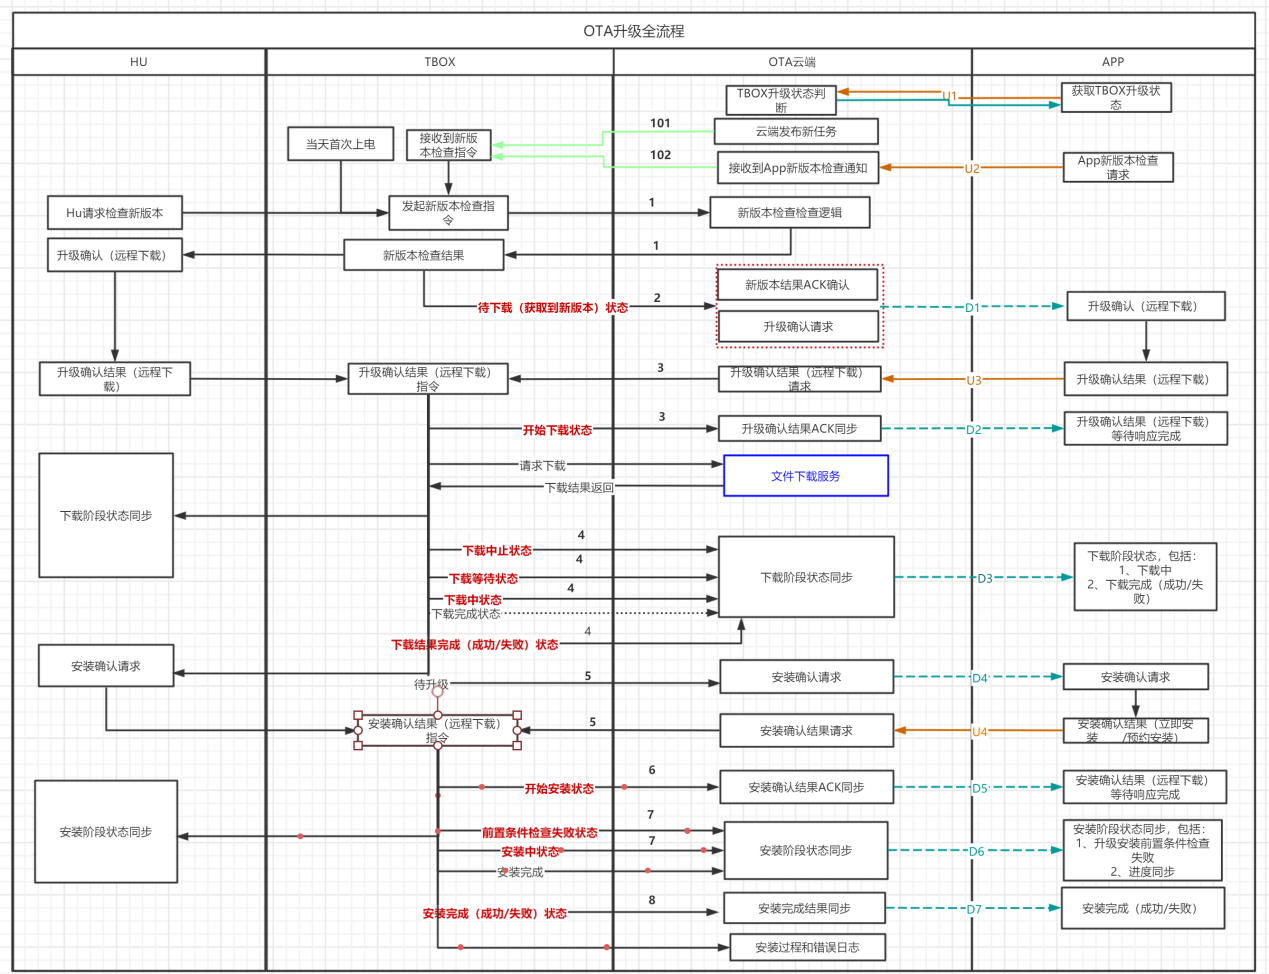 OTA升级全流程
HU
TBOX
OTA云端
APP
TBOX升级状态判
断
U1
获取TBOX升级状
态
当天首次上电
接收到新版
本检查指令
101
云端发布新任务
102
接收到App新版本检查通知
U2
App新版本检查
请求
Hu请求检查新版本
发起新版本检查指
令
1
新版本检查检查逻辑
升级确认（远程下载）
新版本检查结果
1
待下载（获取到新版本）状态
2
新版本结果ACK确认
升级确认请求
D1
升级确认（远程下载）
升级确认结果（远程下
载）
升级确认结果（远程下载）
指令
3
升级确认结果（远程下载）
请求
U3
升级确认结果（远程下载）
开始下载状态
3
升级确认结果ACK同步
D2
升级确认结果（远程下载）
等待响应完成
请求下载
文件下载服务
下载结果返回
下载阶段状态同步
下载中止状态
4
下载等待状态
4
下载中状态
4
下载完成状态
下载阶段状态同步
D3
下载阶段状态，包括：
1、下载中
2、下载完成（成功/失
败）
下载结果完成（成功/失败）状态
4
安装确认请求
待升级
5
安装确认请求
D4
安装确认请求
安装确认结果（远程下载）
指令
5
安装确认结果请求
U4
安装确认结果（立即安
装　　/预约安装）
开始安装状态
6
安装确认结果ACK同步
D5
安装确认结果（远程下载）
等待响应完成
安装阶段状态同步
前置条件检查失败状态
7
安装中状态
7
安装完成
安装阶段状态同步
D6
安装阶段状态同步，包括：
1、升级安装前置条件检查
失败
2、进度同步
安装完成（成功/失败）状态
8
安装完成结果同步
D7
安装完成（成功/失败）
安装过程和错误日志